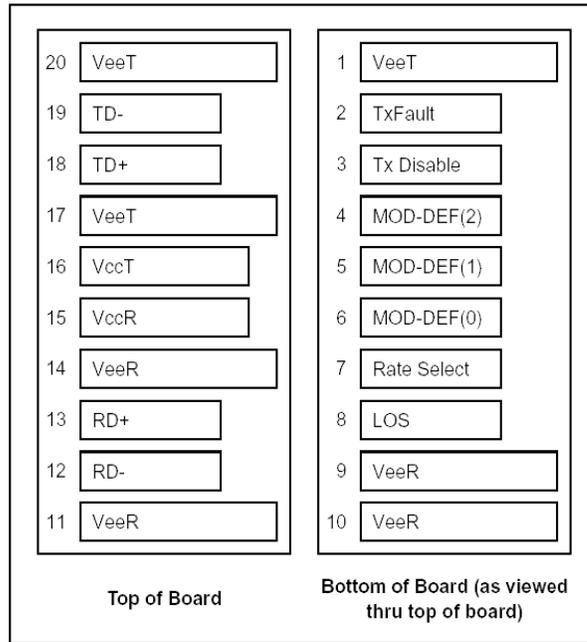 20 VeeT
19 TD-
18 TD+
17 VeeT
16 VccT
15 VccR
14 VeeR
13 RD+
12 RD-
11 VeeR
Top of Board
1 VeeT
2 TxFault
3 Tx Disable
4 MOD-DEF(2)
5 MOD-DEF(1)
6 MOD-DEF(0)
7 Rate Select
8 LOS
9 VeeR
10 VeeR
Bottom of Board (as viewed
thru top of board)